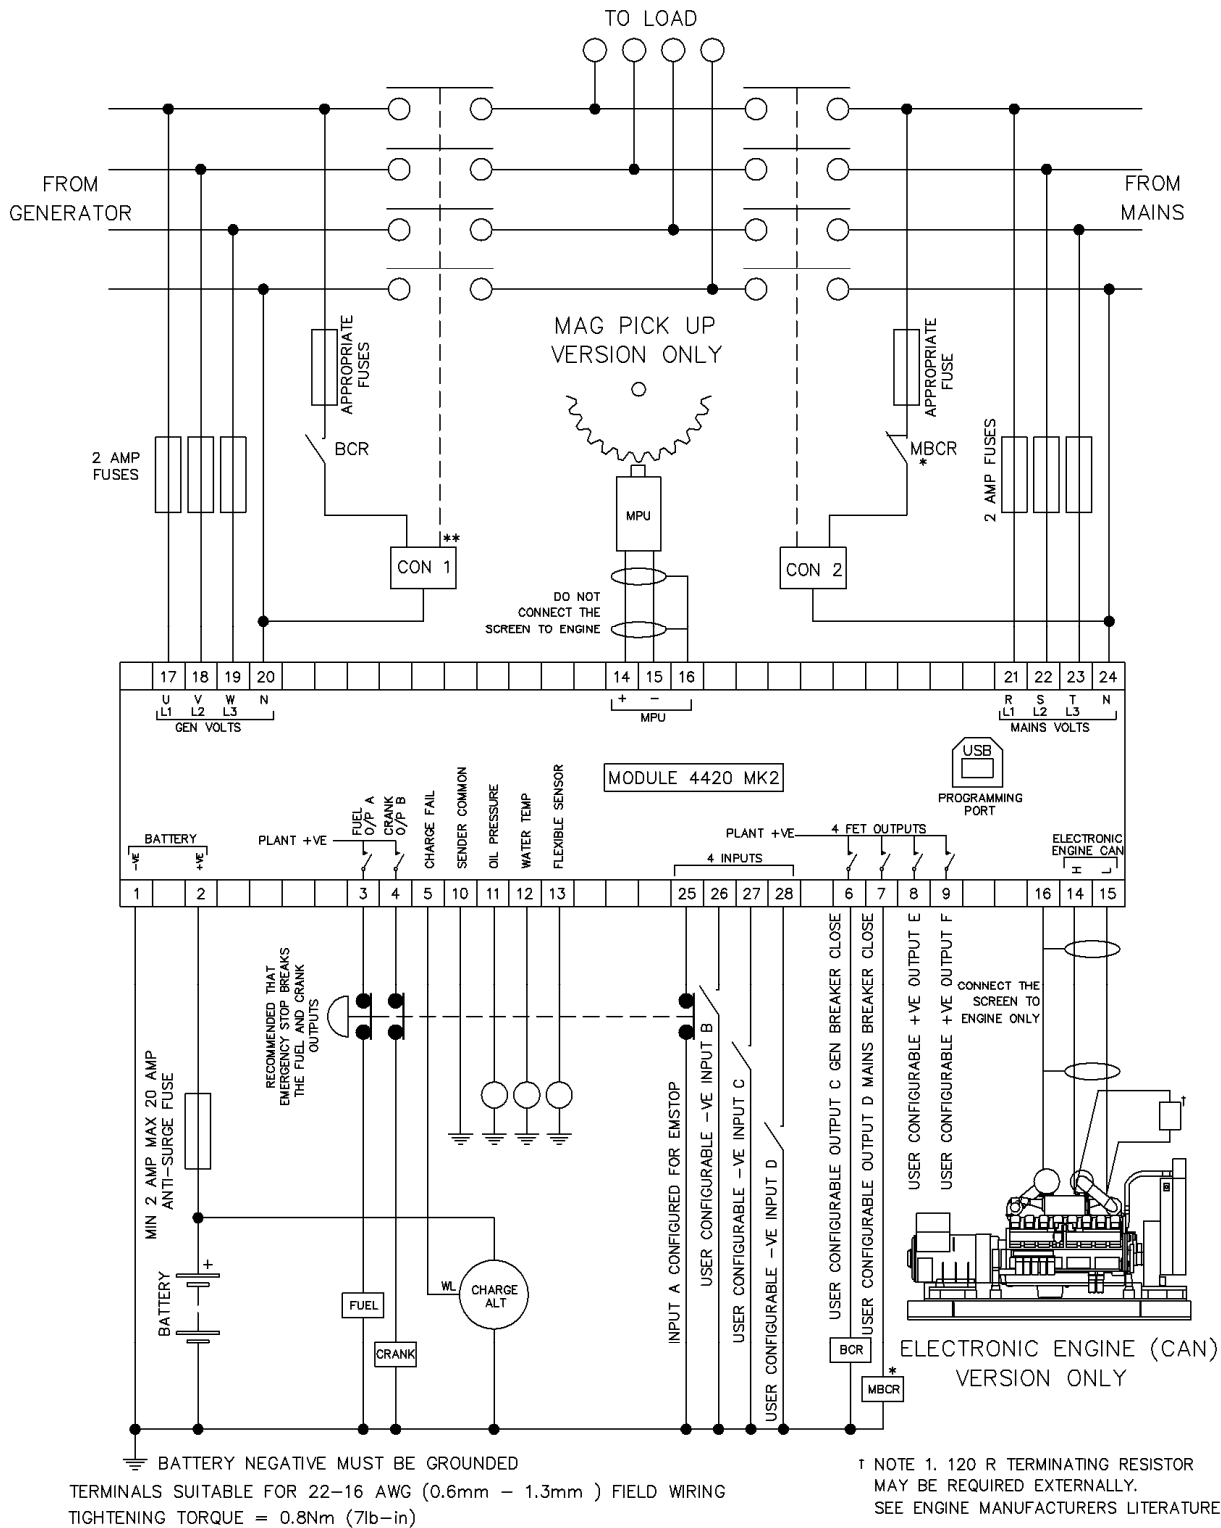 TO LOAD
FROM
GENERATOR
FROM
MAINS
MAG PICK UP
VERSION ONLY
APPROPRIATE
FUSES
APPROPRIATE
FUSE
BCR
MBCR
*
2 AMP
FUSES
2 AMP FUSES
MPU
**
CON 1
CON 2
DO NOT
CONNECT THE
SCREEN TO ENGINE
17 18 19 20 14 15 16 21 22 23 24
U V W N + − R S T N
L1 L2 L3 L1 L2 L3
GEN VOLTS
MPU
MAINS VOLTS
USB
PROGRAMMING
PORT
MODULE 4420 MK2
BATTERY
−VE
+VE
PLANT +VE
FUEL
O/P A
CRANK
O/P B
CHARGE FAIL
SENDER COMMON
OIL PRESSURE
WATER TEMP
FLEXIBLE SENSOR
4 INPUTS
PLANT +VE
4 FET OUTPUTS
ELECTRONIC
ENGINE CAN
H
L
1 2 3 4 5 10 11 12 13 25 26 27 28 6 7 8 9 16 14 15
RECOMMENDED THAT
EMERGENCY STOP BREAKS
THE FUEL AND CRANK
OUTPUTS
MIN 2 AMP MAX 20 AMP
ANTI−SURGE FUSE
BATTERY
+
FUEL
CRANK
WL
CHARGE
ALT
INPUT A CONFIGURED FOR EMSTOP
USER CONFIGURABLE −VE INPUT B
USER CONFIGURABLE −VE INPUT C
USER CONFIGURABLE −VE INPUT D
USER CONFIGURABLE OUTPUT C GEN BREAKER CLOSE
USER CONFIGURABLE OUTPUT D MAINS BREAKER CLOSE
USER CONFIGURABLE +VE OUTPUT E
USER CONFIGURABLE +VE OUTPUT F
CONNECT THE
SCREEN TO
ENGINE ONLY
†
BCR
*
MBCR
ELECTRONIC ENGINE (CAN)
VERSION ONLY
BATTERY NEGATIVE MUST BE GROUNDED
TERMINALS SUITABLE FOR 22−16 AWG (0.6mm − 1.3mm ) FIELD WIRING
TIGHTENING TORQUE = 0.8Nm (7lb−in)
† NOTE 1. 120 R TERMINATING RESISTOR
MAY BE REQUIRED EXTERNALLY.
SEE ENGINE MANUFACTURERS LITERATURE